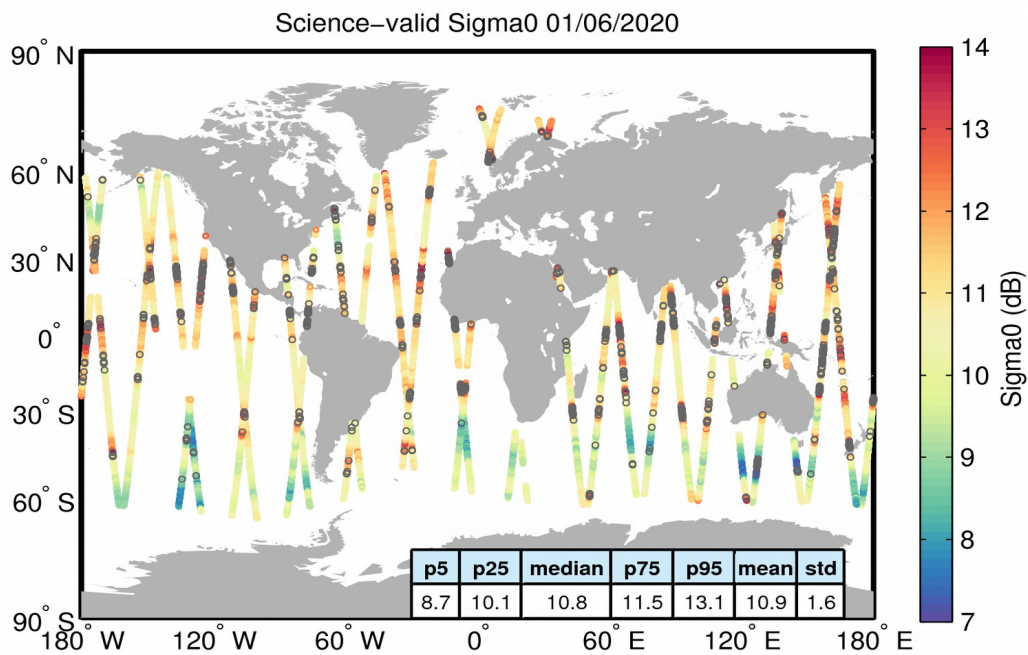 Science−valid Sigma0 01/06/2020
90° N
60° N
30° N
0°
30° S
60° S
90° S
180° W
120° W
60° W
0°
60° E
120° E
180° E
14
13
12
11
10
9
8
7
Sigma0 (dB)
p5 p25 median p75 p95 mean std
8.7 10.1 10.8 11.5 13.1 10.9 1.6